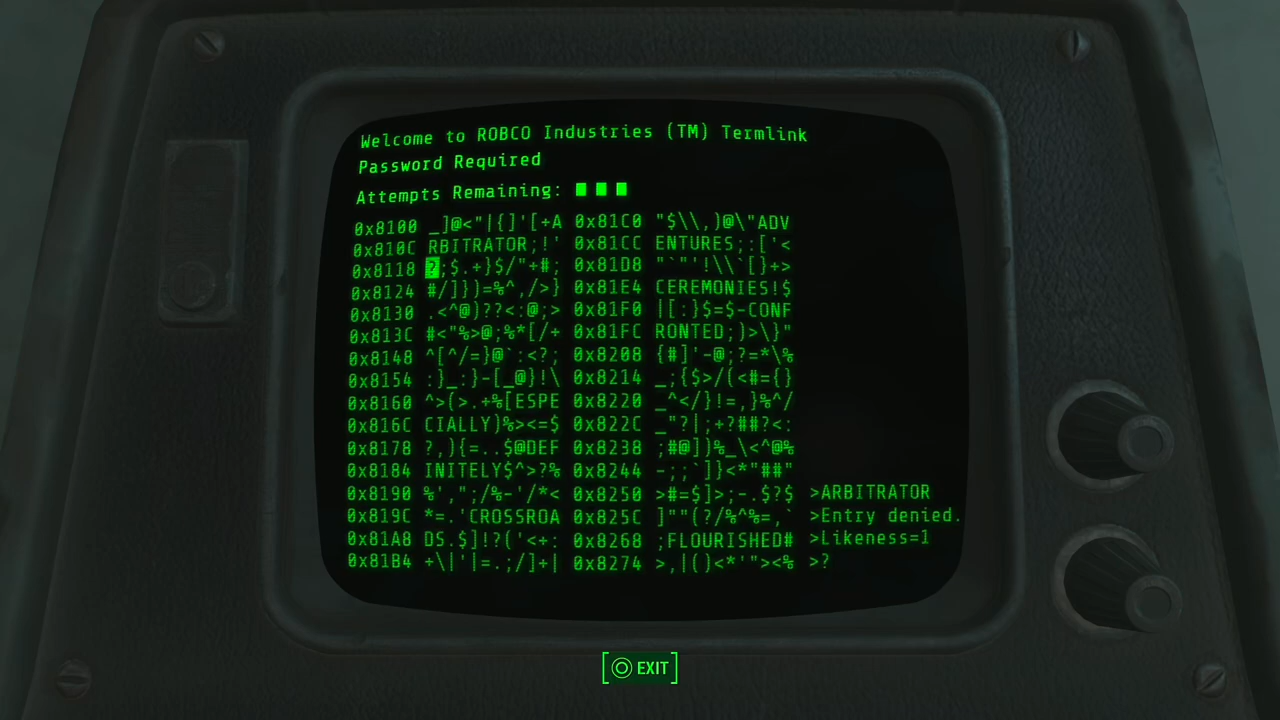 Welcome to ROBCO Industries (TM) Termlink
Password Required
Attempts Remaining: ■ ■ ■
0x8100 _]@<"|{]'[+A 0x81C0 "$\\,)@\"ADV
0x810C RBITRATOR;!' 0x81CC ENTURES;:['<
0x8118 ?;$.+}$/"+#; 0x81D8 "`"'!\\`[}+>
0x8124 #/]})=%^,/>} 0x81E4 CEREMONIES!$
0x8130 .<^@)??<:@;> 0x81F0 |[:}$=$-CONF
0x813C #<"%>@;%*[/+ 0x81FC RONTED;)>\}"
0x8148 ^[^/=}@`:<?; 0x8208 {#]'-@;?=*\%
0x8154 :}_:}-[_@}!\ 0x8214 _;{$>/(<#={}
0x8160 ^>(>.+%[ESPE 0x8220 _^</}!=,}%^/
0x816C CIALLY)%><=$ 0x822C _"?|;+?##?<:
0x8178 ?,){=..$@DEF 0x8238 ;#@])%_\<^@%
0x8184 INITELY$^>?% 0x8244 -;;`]}<*"##"
0x8190 %',";/%-'/*< 0x8250 >#=$]>;-.$?$ >ARBITRATOR
0x819C *=.'CROSSROA 0x825C ]""(?/%^%=,` >Entry denied.
0x81A8 DS.$]!?('<+: 0x8268 ;FLOURISHED# >Likeness=1
0x81B4 +\|'|=.;/]+| 0x8274 >,|()<*'"><% >?
EXIT